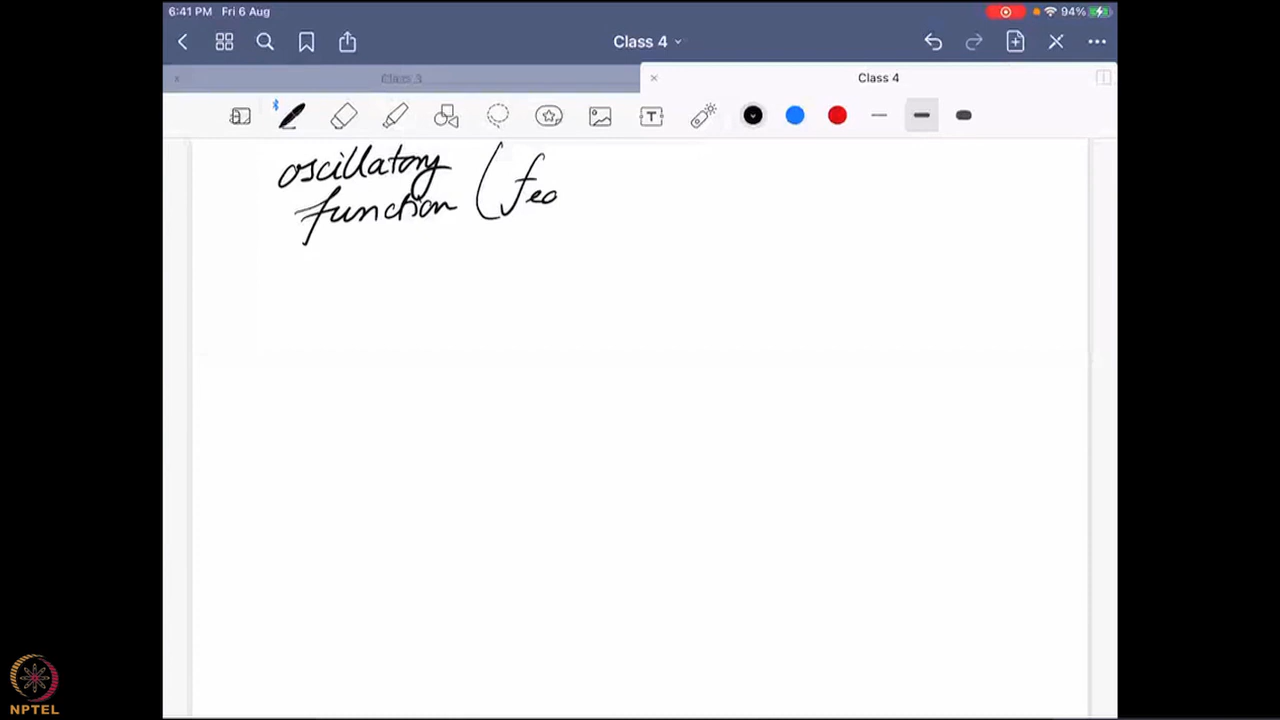 6:41 PM Fri 6 Aug 94%
Class 4
Class 3
Class 4
T
oscillatory
function (feo
NPTEL